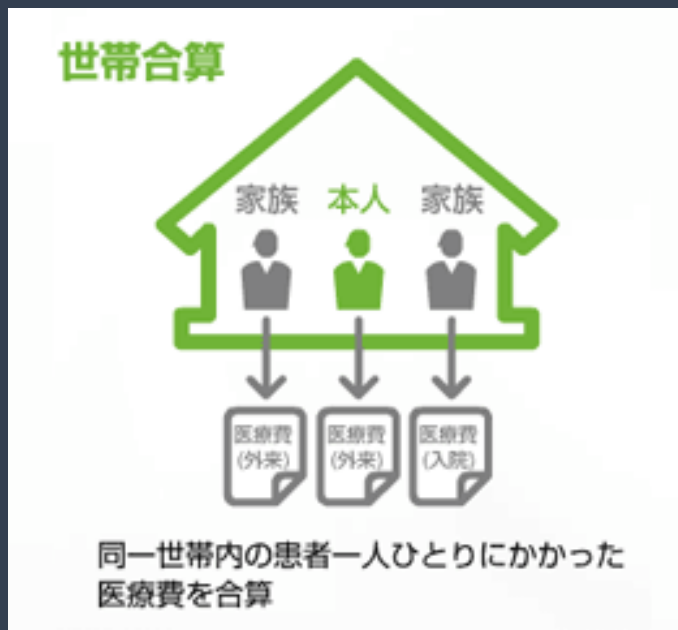 世帯合算
家族 本人 家族
医療費 医療費 医療費
(外来) (外来) (入院)
同一世帯内の患者一人ひとりにかかった
医療費を合算